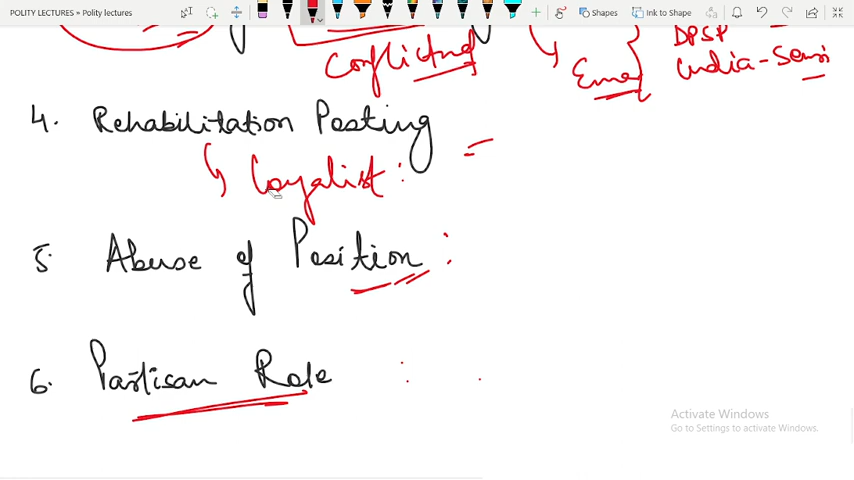 POLITY LECTURES » Polity lectures
Shapes
Ink to Shape
DPSP
Conflicting
India - Semi
Emer
4. Rehabilitation Posting
Loyalist :
5. Abuse of Position :
6. Partisan Role :
Activate Windows
Go to Settings to activate Windows.